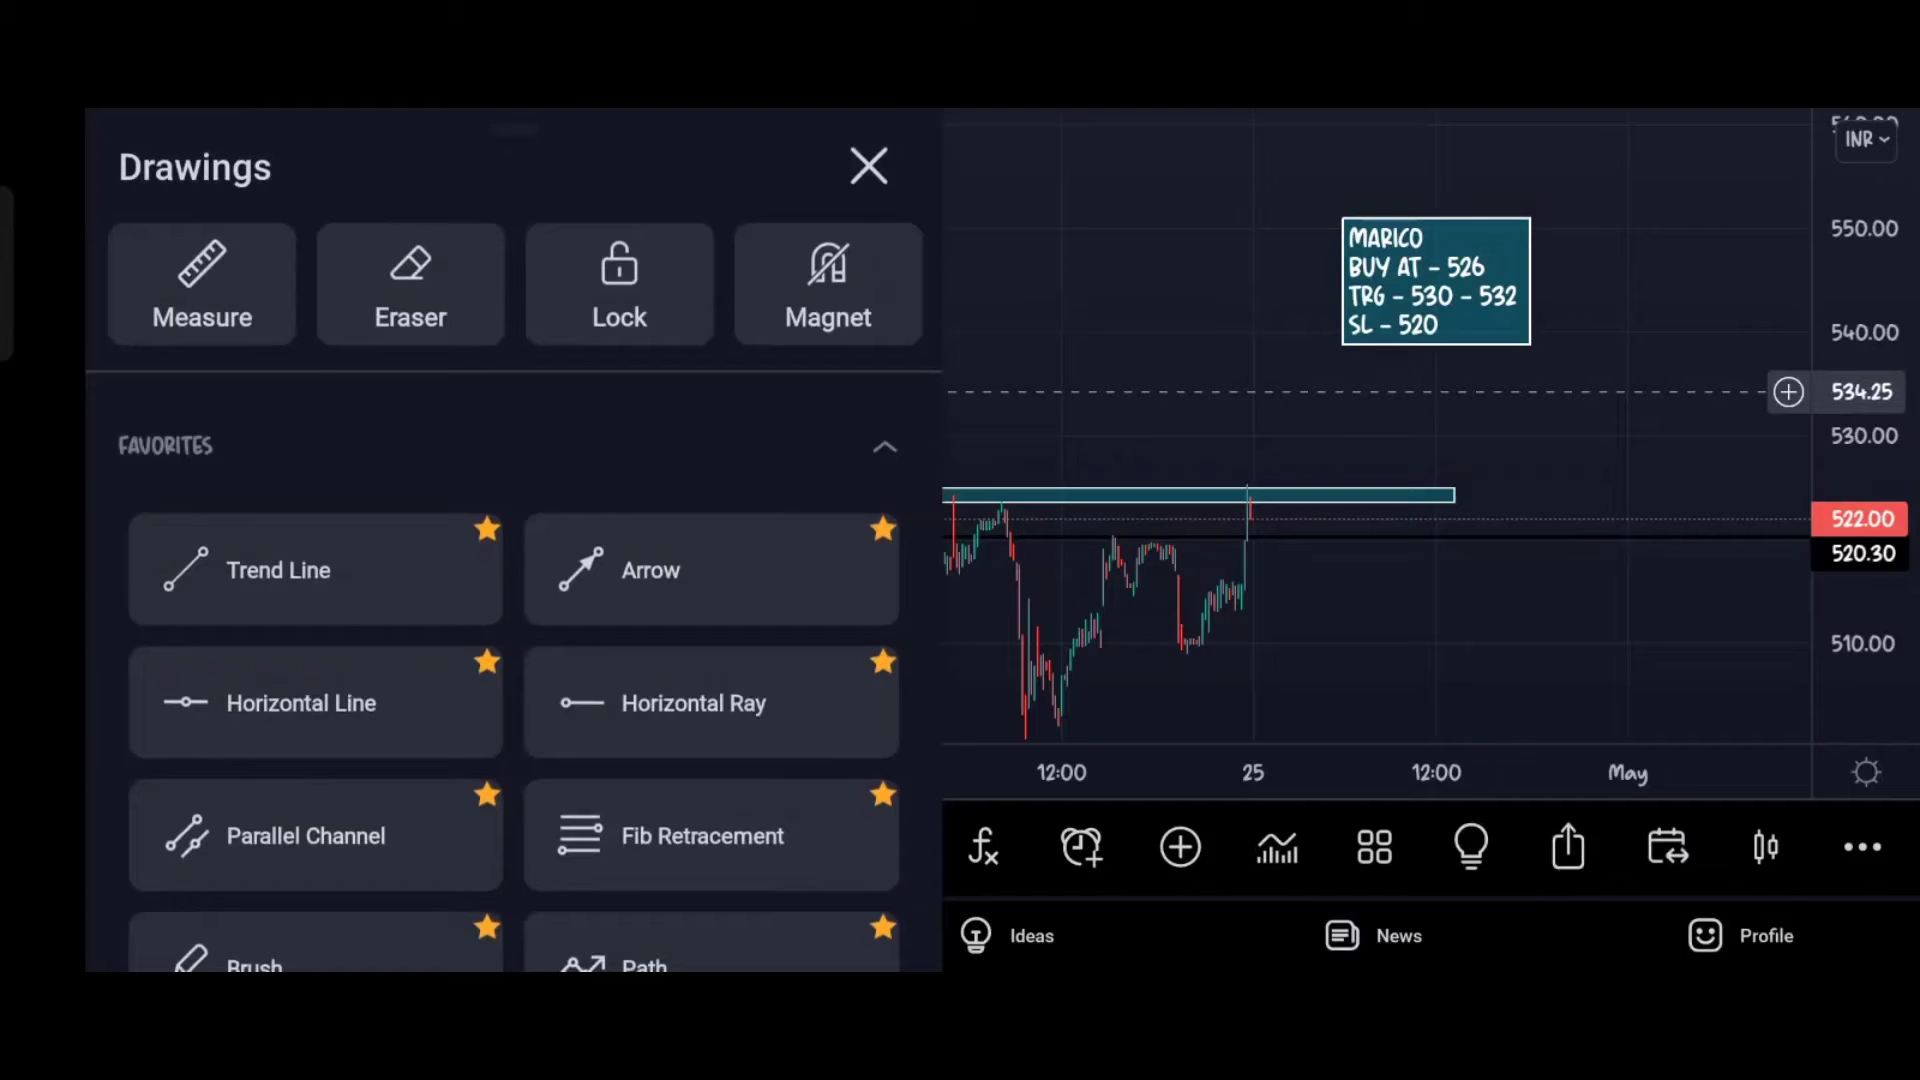 Drawings
Measure
Eraser
Lock
Magnet
FAVORITES
Trend Line
Arrow
Horizontal Line
Horizontal Ray
Parallel Channel
Fib Retracement
Brush
Path
MARICO
BUY AT - 526
TRG - 530 - 532
SL - 520
INR
550.00
540.00
534.25
530.00
522.00
520.30
510.00
12:00
25
12:00
May
Ideas
News
Profile